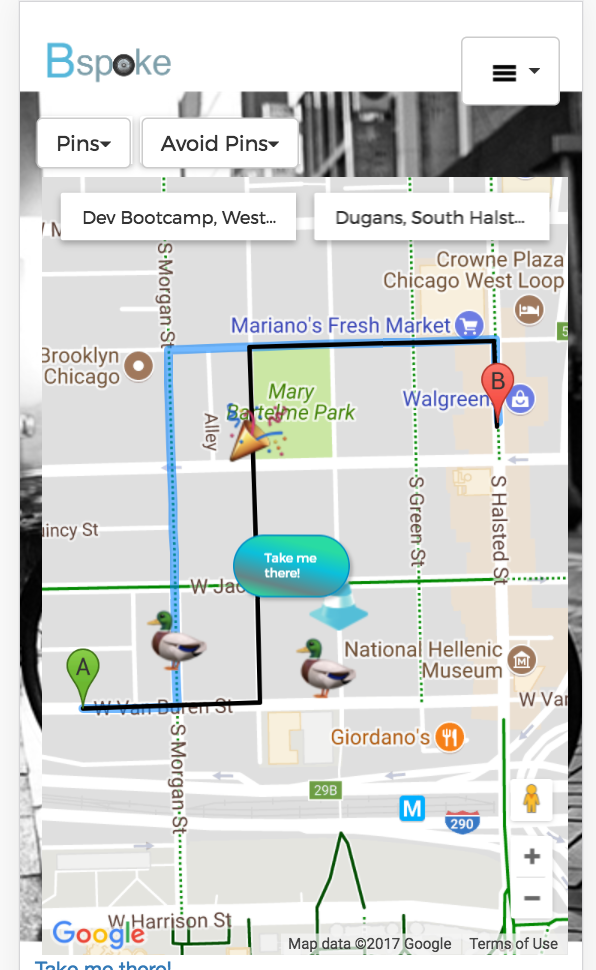 Bspoke
Pins
Avoid Pins
Dev Bootcamp, West...
Dugans, South Halst...
S Morgan St
Crowne Plaza
Chicago West Loop
Mariano's Fresh Market
5
Brooklyn
Chicago
B
Walgreen
Mary
Bartelme Park
Alley
uincy St
S Green St
S Halsted St
Take me
there!
W Jac
A
National Hellenic
Museum
W Van Buren St
W Van
S Morgan St
Giordano's
29B
M
290
+
−
W Harrison St
Google
Map data ©2017 Google
Terms of Use
Take me there!